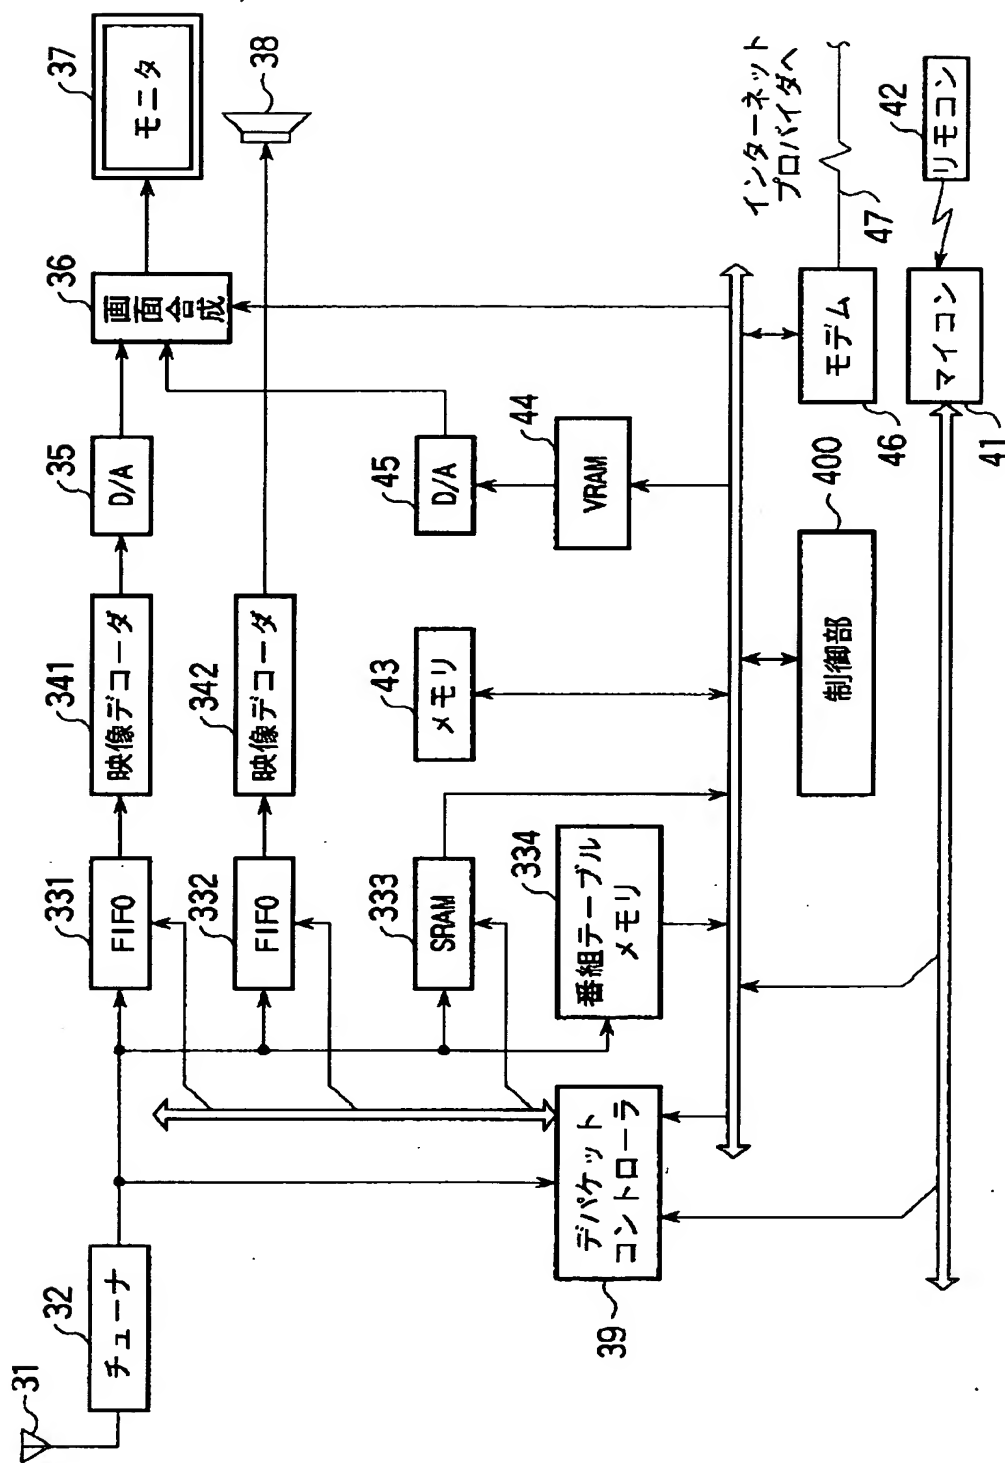 31
32
チューナ
331
FIFO
341
映像デコーダ
35
D/A
36
画面合成
37
モニタ
332
FIFO
342
映像デコーダ
38
333
SRAM
43
メモリ
45
D/A
334
番組テーブル
メモリ
44
VRAM
39
デパケット
コントローラ
400
制御部
46
モデム
47
インターネット
プロバイダへ
41
マイコン
42
リモコン